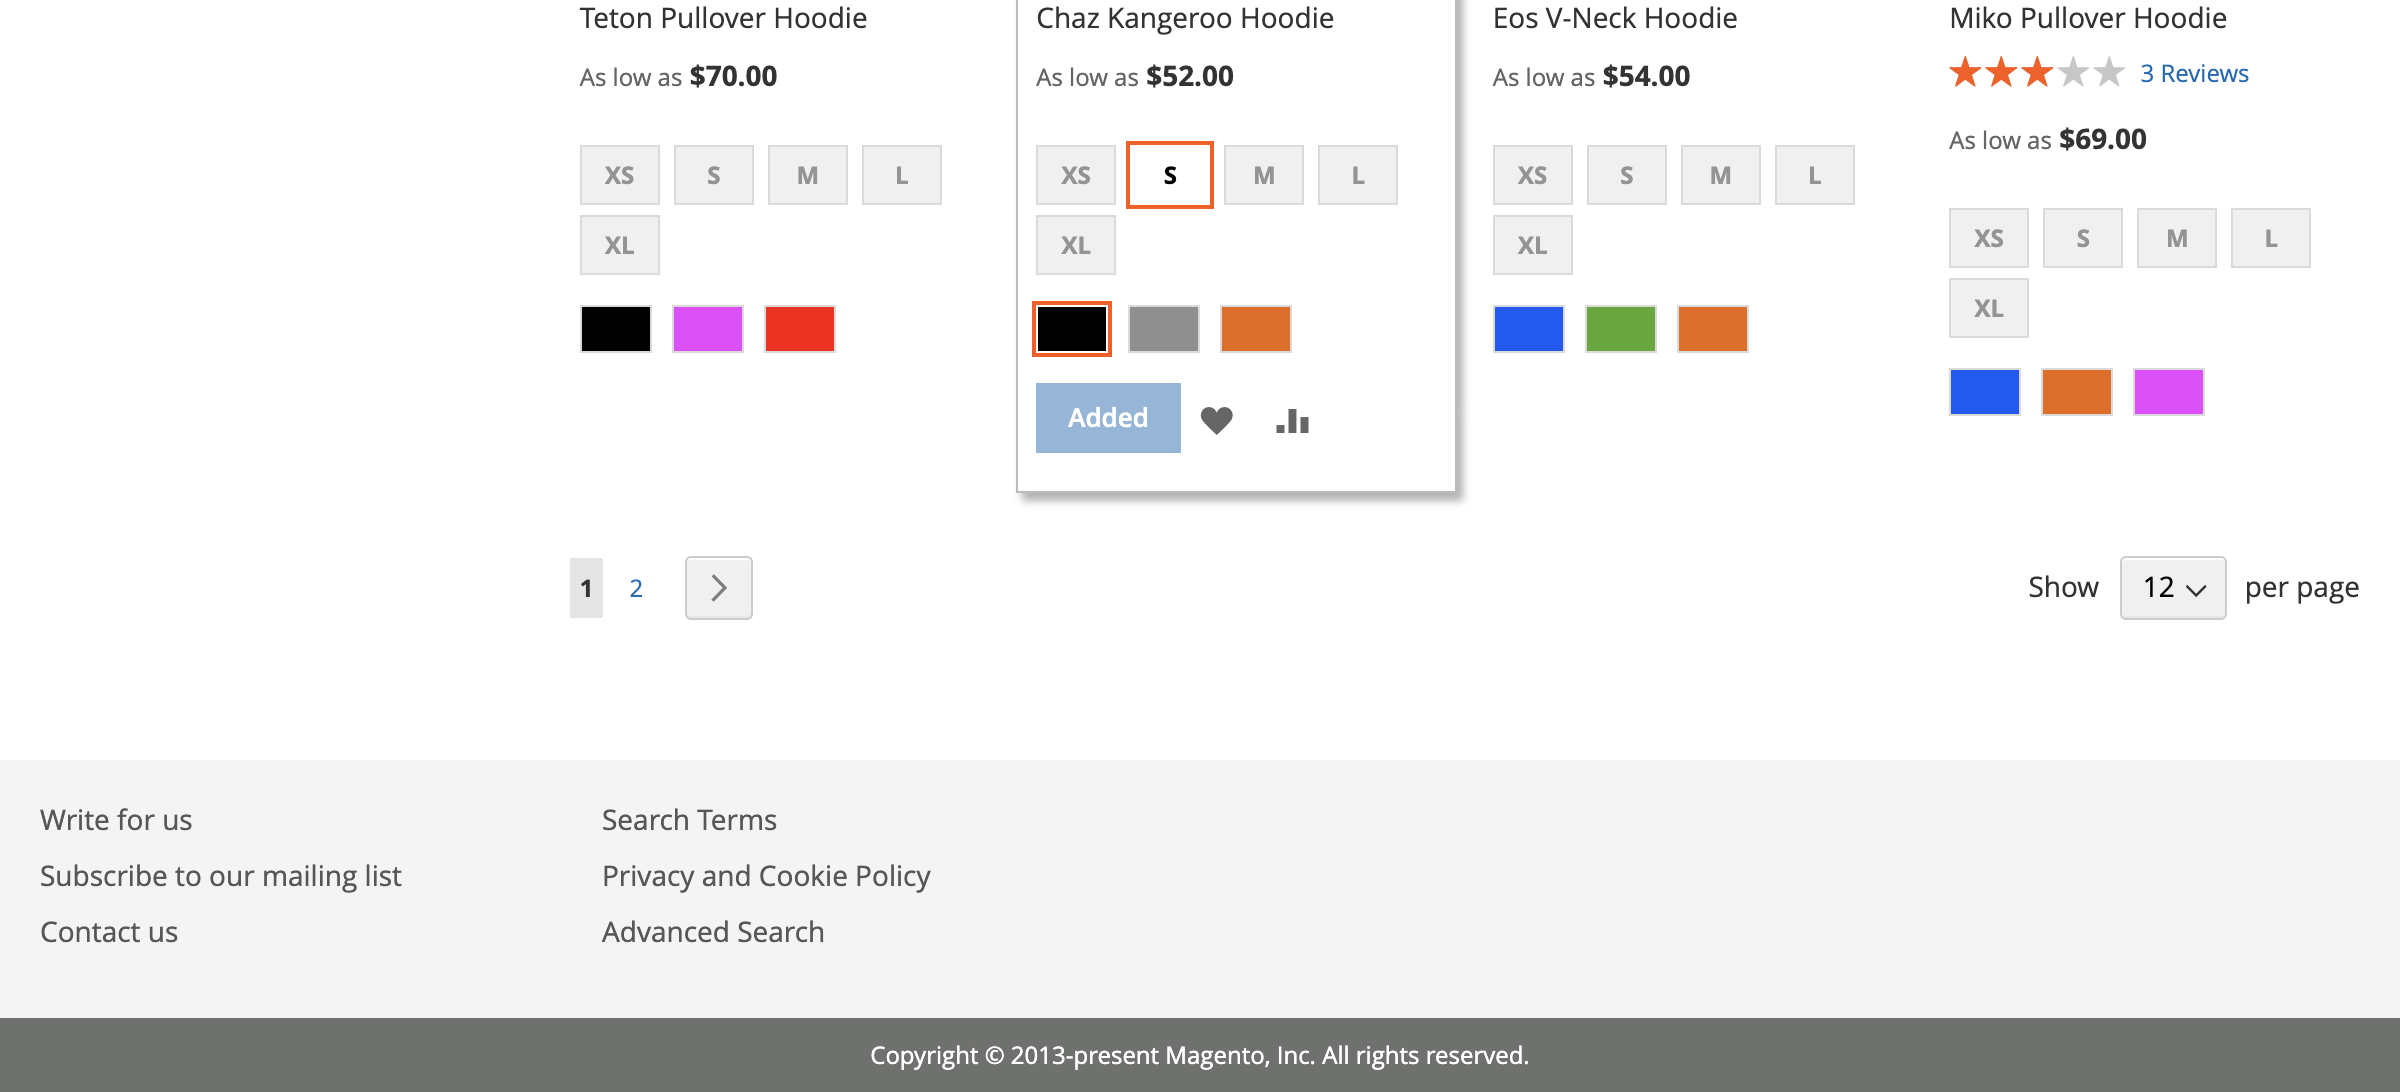 Teton Pullover Hoodie
As low as $70.00
XS S M L
XL
Chaz Kangeroo Hoodie
As low as $52.00
XS S M L
XL
Added
Eos V-Neck Hoodie
As low as $54.00
XS S M L
XL
Miko Pullover Hoodie
3 Reviews
As low as $69.00
XS S M L
XL
1 2
Show 12 per page
Write for us
Subscribe to our mailing list
Contact us
Search Terms
Privacy and Cookie Policy
Advanced Search
Copyright © 2013-present Magento, Inc. All rights reserved.